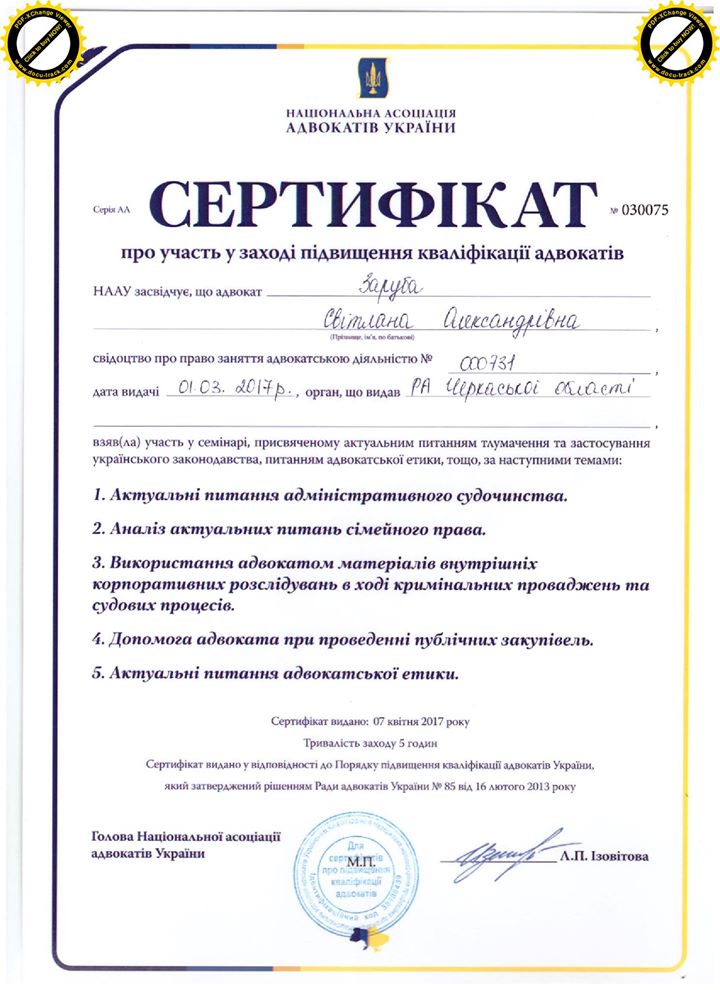 PDF-XChange Viewer
Click to buy NOW!
www.docu-track.com
PDF-XChange Viewer
Click to buy NOW!
www.docu-track.com
НАЦІОНАЛЬНА АСОЦІАЦІЯ
АДВОКАТІВ УКРАЇНИ
Серія АА
СЕРТИФІКАТ
№ 030075
про участь у заході підвищення кваліфікації адвокатів
НААУ засвідчує, що адвокат Заруба
Світлана Олександрівна,
(Прізвище, ім'я, по батькові)
свідоцтво про право заняття адвокатською діяльністю № 000731,
дата видачі 01.03.2017р., орган, що видав РА Черкаської області
,
взяв(ла) участь у семінарі, присвяченому актуальним питанням тлумачення та застосування
українського законодавства, питанням адвокатської етики, тощо, за наступними темами:
1. Актуальні питання адміністративного судочинства.
2. Аналіз актуальних питань сімейного права.
3. Використання адвокатом матеріалів внутрішніх
корпоративних розслідувань в ході кримінальних проваджень та
судових процесів.
4. Допомога адвоката при проведенні публічних закупівель.
5. Актуальні питання адвокатської етики.
Сертифікат видано: 07 квітня 2017 року
Тривалість заходу 5 годин
Сертифікат видано у відповідності до Порядку підвищення кваліфікації адвокатів України,
який затверджений рішенням Ради адвокатів України № 85 від 16 лютого 2013 року
Голова Національної асоціації
адвокатів України
Для
сертифікатів
М.П.
про підвищення
кваліфікації
адвокатів
Ідентифікаційний код
Л.П. Ізовітова